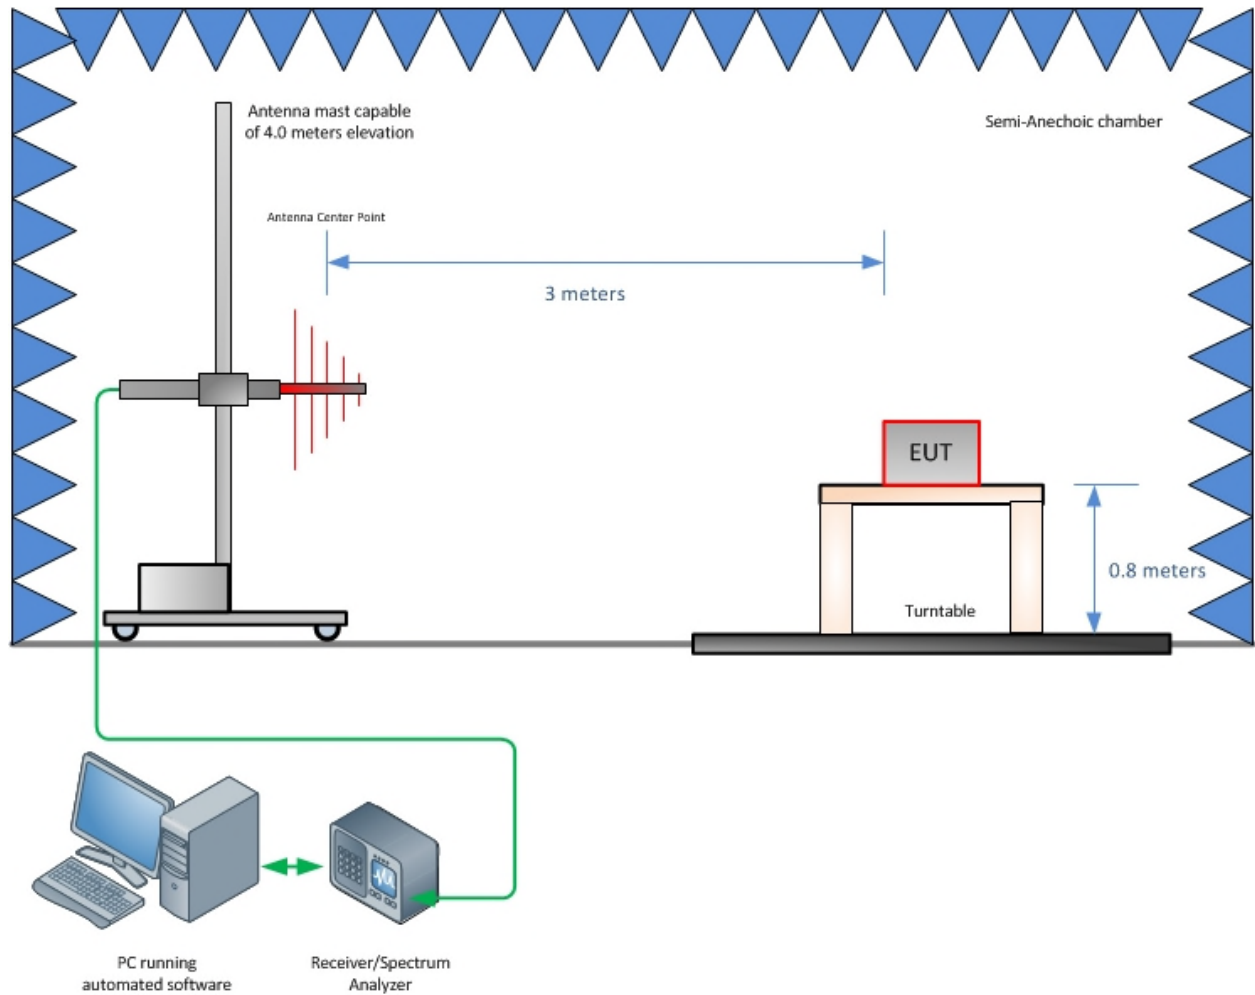 Antenna mast capable
of 4.0 meters elevation
Semi-Anechoic chamber
Antenna Center Point
3 meters
EUT
0.8 meters
Turntable
PC running
automated software
Receiver/Spectrum
Analyzer